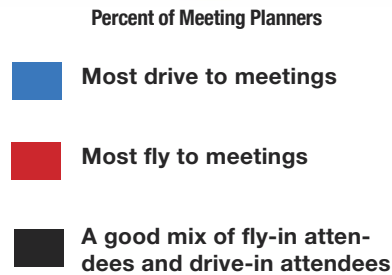 Percent of Meeting Planners
Most drive to meetings
Most fly to meetings
A good mix of fly-in atten-
dees and drive-in attendees